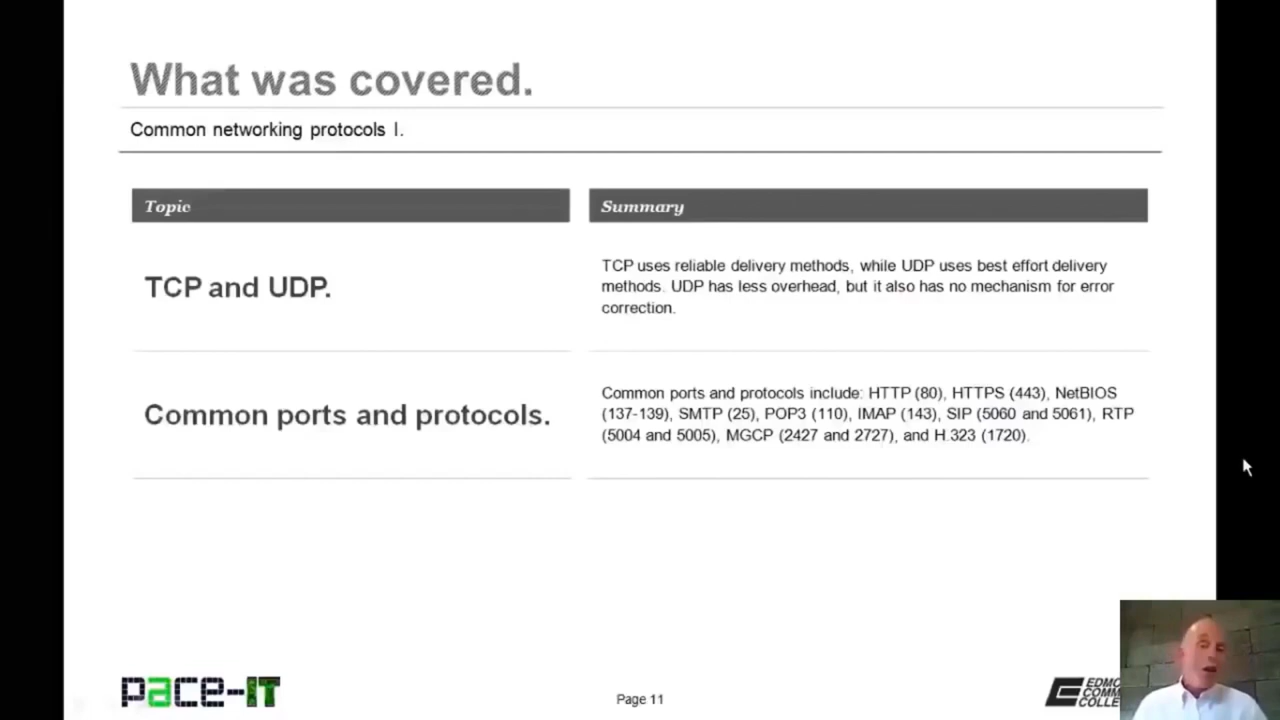 What was covered.
Common networking protocols I.
Topic
Summary
TCP and UDP.
TCP uses reliable delivery methods, while UDP uses best effort delivery
methods. UDP has less overhead, but it also has no mechanism for error
correction.
Common ports and protocols.
Common ports and protocols include: HTTP (80), HTTPS (443), NetBIOS
(137-139), SMTP (25), POP3 (110), IMAP (143), SIP (5060 and 5061), RTP
(5004 and 5005), MGCP (2427 and 2727), and H.323 (1720).
pace-IT
Page 11